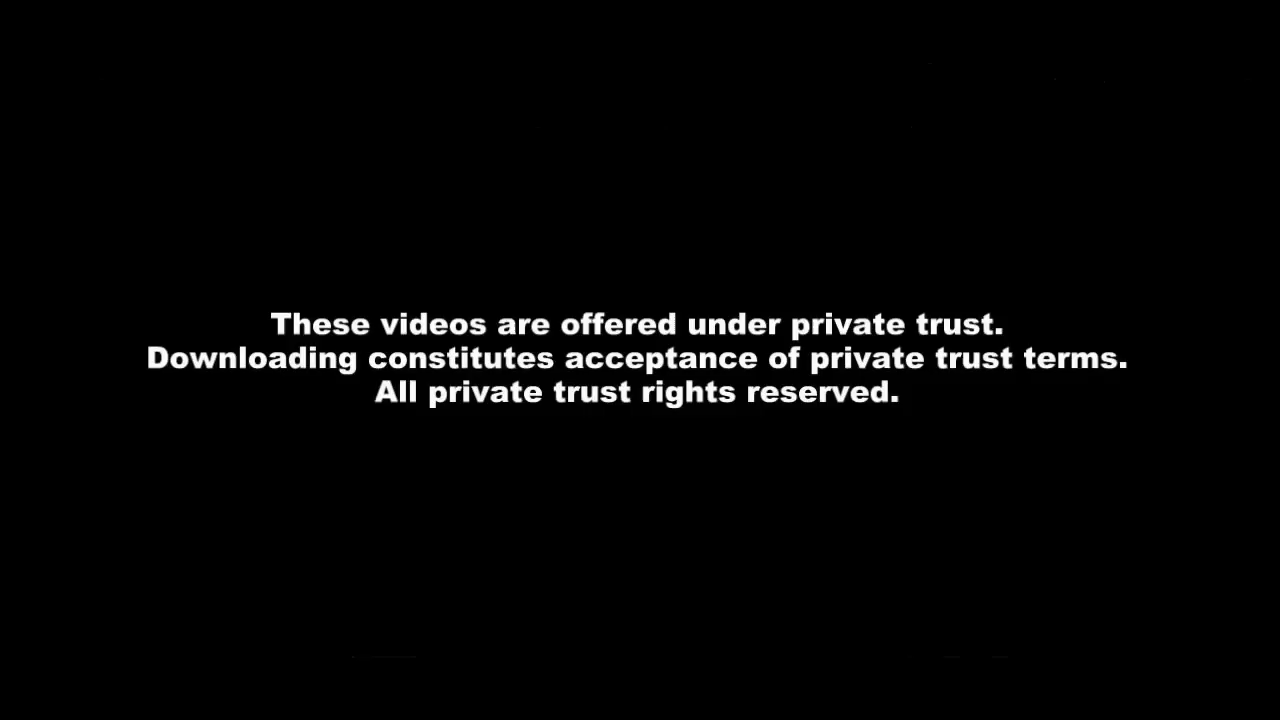 These videos are offered under private trust.
Downloading constitutes acceptance of private trust terms.
All private trust rights reserved.